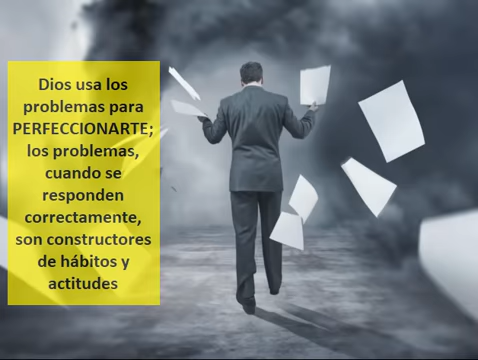 Dios usa los
problemas para
PERFECCIONARTE;
los problemas,
cuando se
responden
correctamente,
son constructores
de hábitos y
actitudes